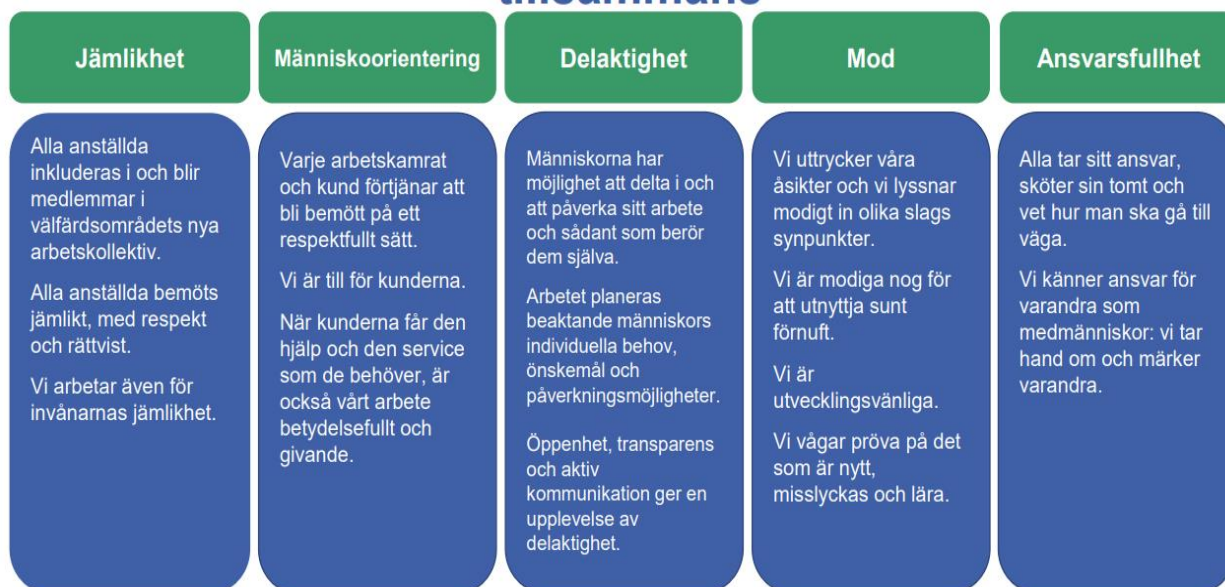 tillsammans
Jämlikhet
Alla anställda
inkluderas i och blir
medlemmar i
välfärdsområdets nya
arbetskollektiv.
Alla anställda bemöts
jämlikt, med respekt
och rättvist.
Vi arbetar även för
invånarnas jämlikhet.
Människoorientering
Varje arbetskamrat
och kund förtjänar att
bli bemött på ett
respektfullt sätt.
Vi är till för kunderna.
När kunderna får den
hjälp och den service
som de behöver, är
också vårt arbete
betydelsefullt och
givande.
Delaktighet
Människorna har
möjlighet att delta i och
att påverka sitt arbete
och sådant som berör
dem själva.
Arbetet planeras
beaktande människors
individuella behov,
önskemål och
påverkningsmöjligheter.
Öppenhet, transparens
och aktiv
kommunikation ger en
upplevelse av
delaktighet.
Mod
Vi uttrycker våra
åsikter och vi lyssnar
modigt in olika slags
synpunkter.
Vi är modiga nog för
att utnyttja sunt
förnuft.
Vi är
utvecklingsvänliga.
Vi vågar pröva på det
som är nytt,
misslyckas och lära.
Ansvarsfullhet
Alla tar sitt ansvar,
sköter sin tomt och
vet hur man ska gå till
väga.
Vi känner ansvar för
varandra som
medmänniskor: vi tar
hand om och märker
varandra.